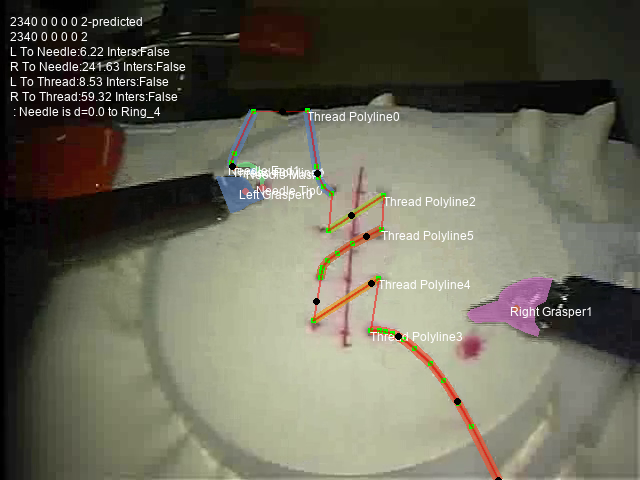 2340 0 0 0 0 2-predicted
2340 0 0 0 0 2
L To Needle:6.22 Inters:False
R To Needle:241.63 Inters:False
L To Thread:8.53 Inters:False
R To Thread:59.32 Inters:False
: Needle is d=0.0 to Ring_4
Thread Polyline0
Needle End1
Needle Tip0
Left Grasper0
Thread Polyline2
Thread Polyline5
Thread Polyline4
Right Grasper1
Thread Polyline3